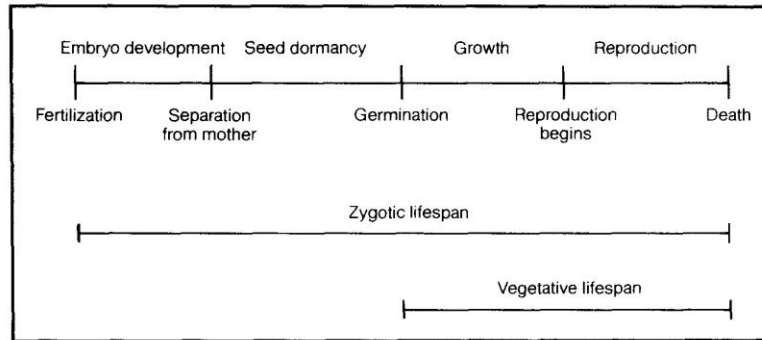 Embryo development Seed dormancy Growth Reproduction
Fertilization Separation from mother Germination Reproduction begins Death
Zygotic lifespan
Vegetative lifespan